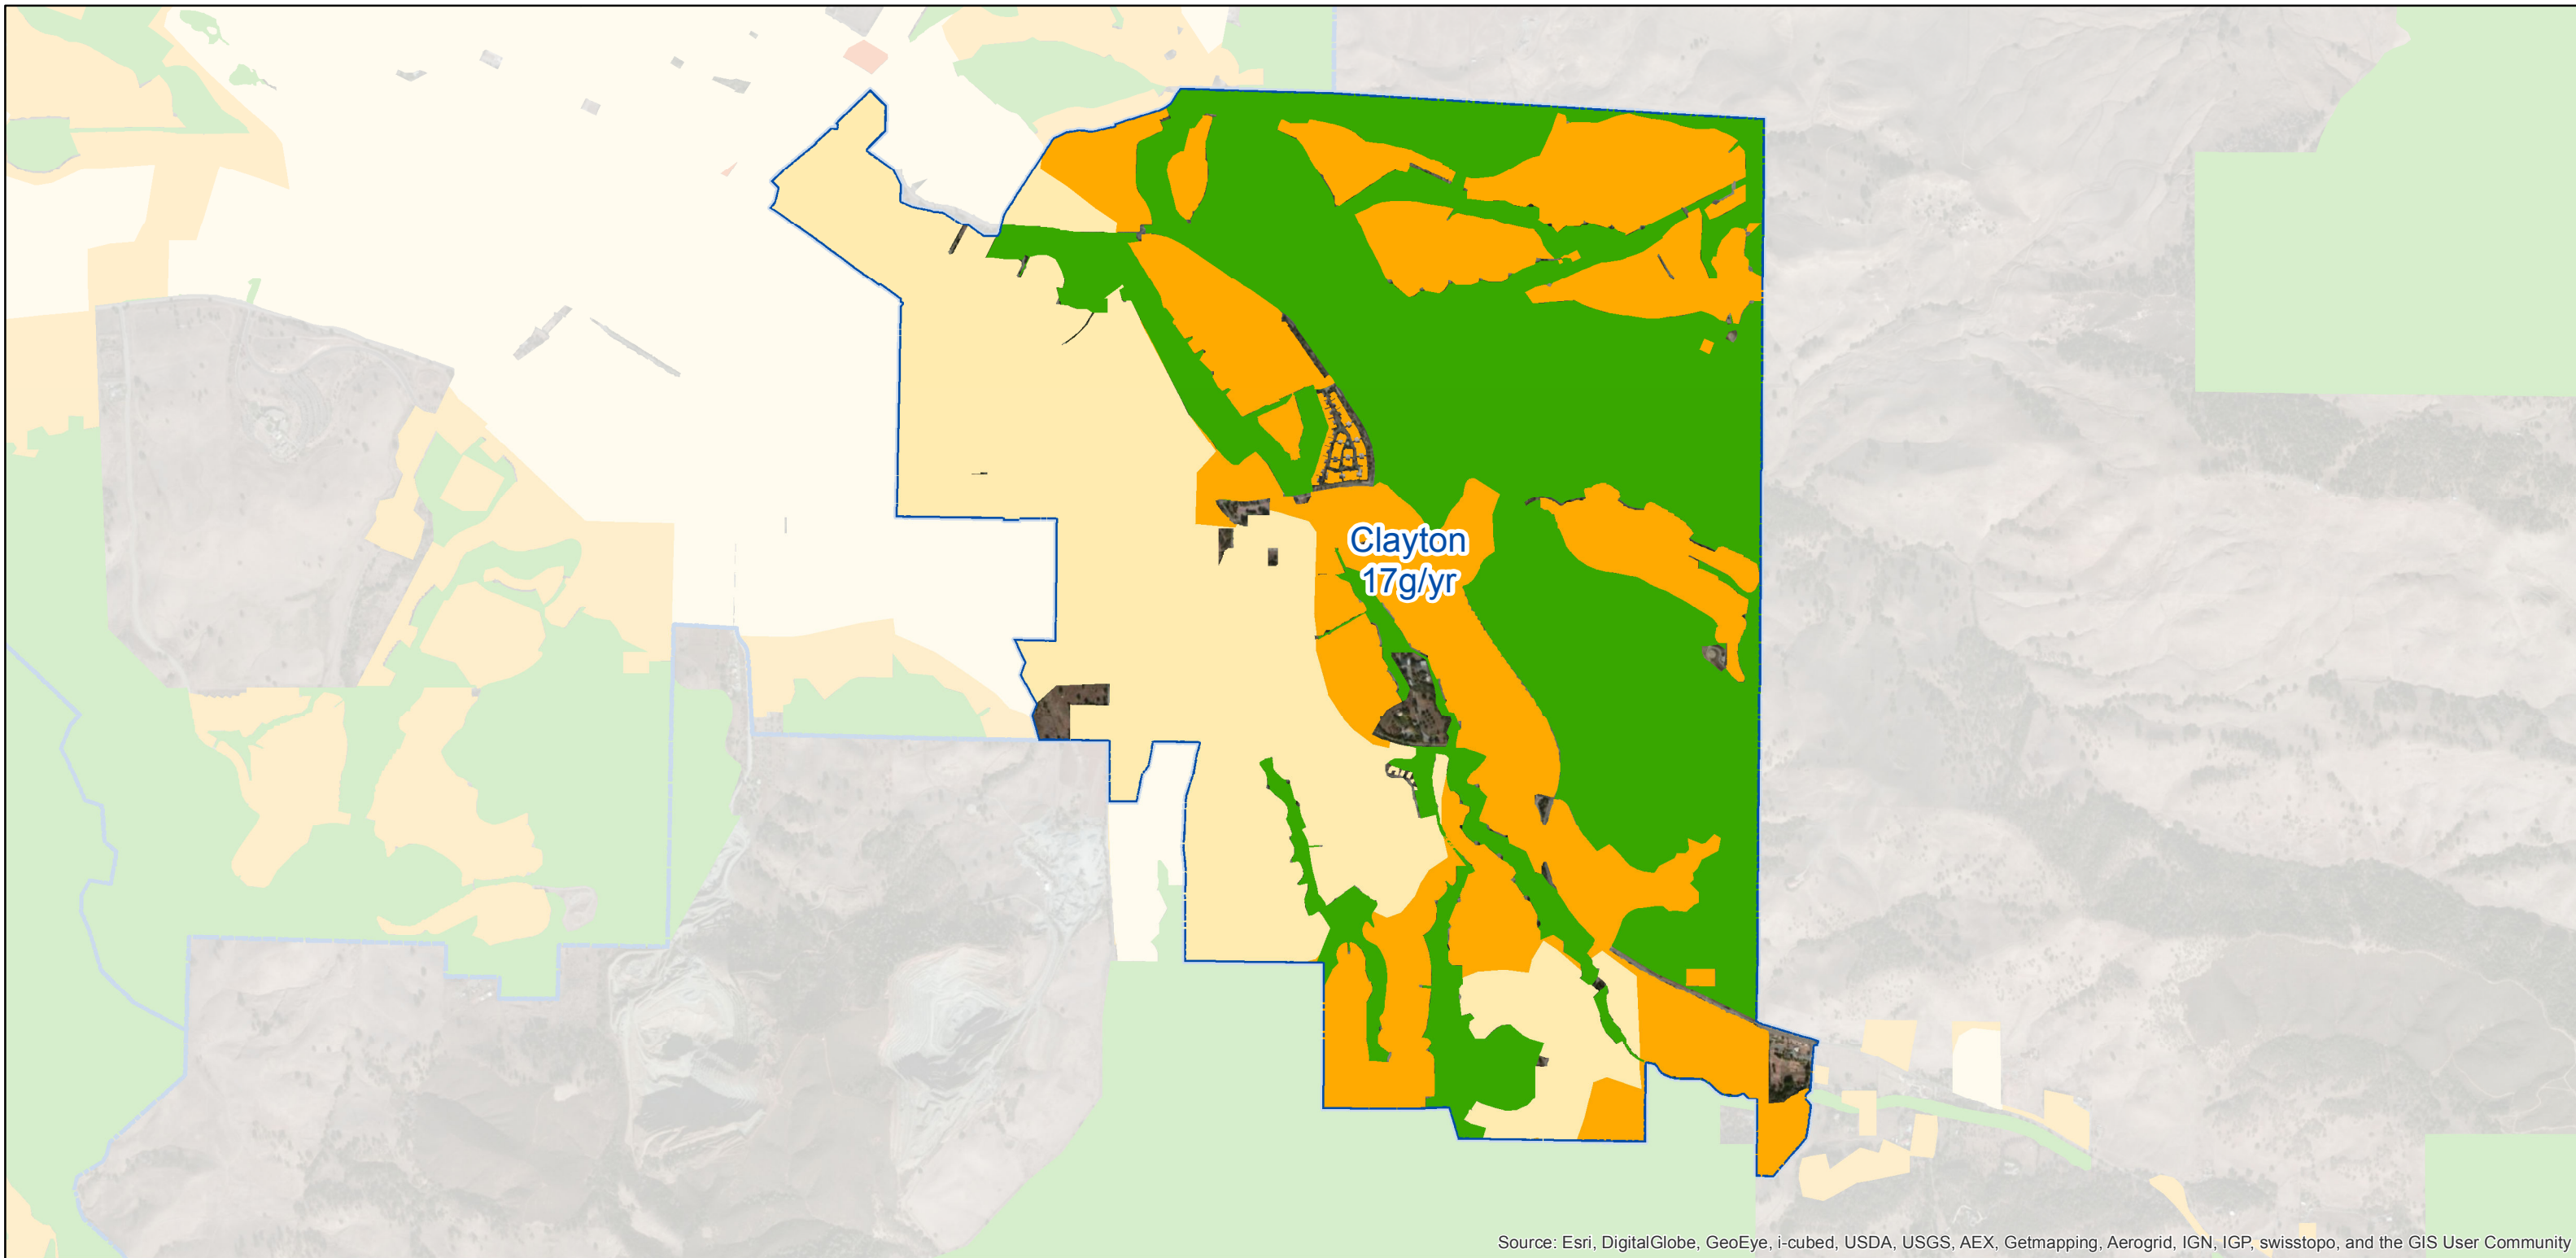 Clayton
17g/yr
Source: Esri, DigitalGlobe, GeoEye, i-cubed, USDA, USGS, AEX, Getmapping, Aerogrid, IGN, IGP, swisstopo, and the GIS User Community